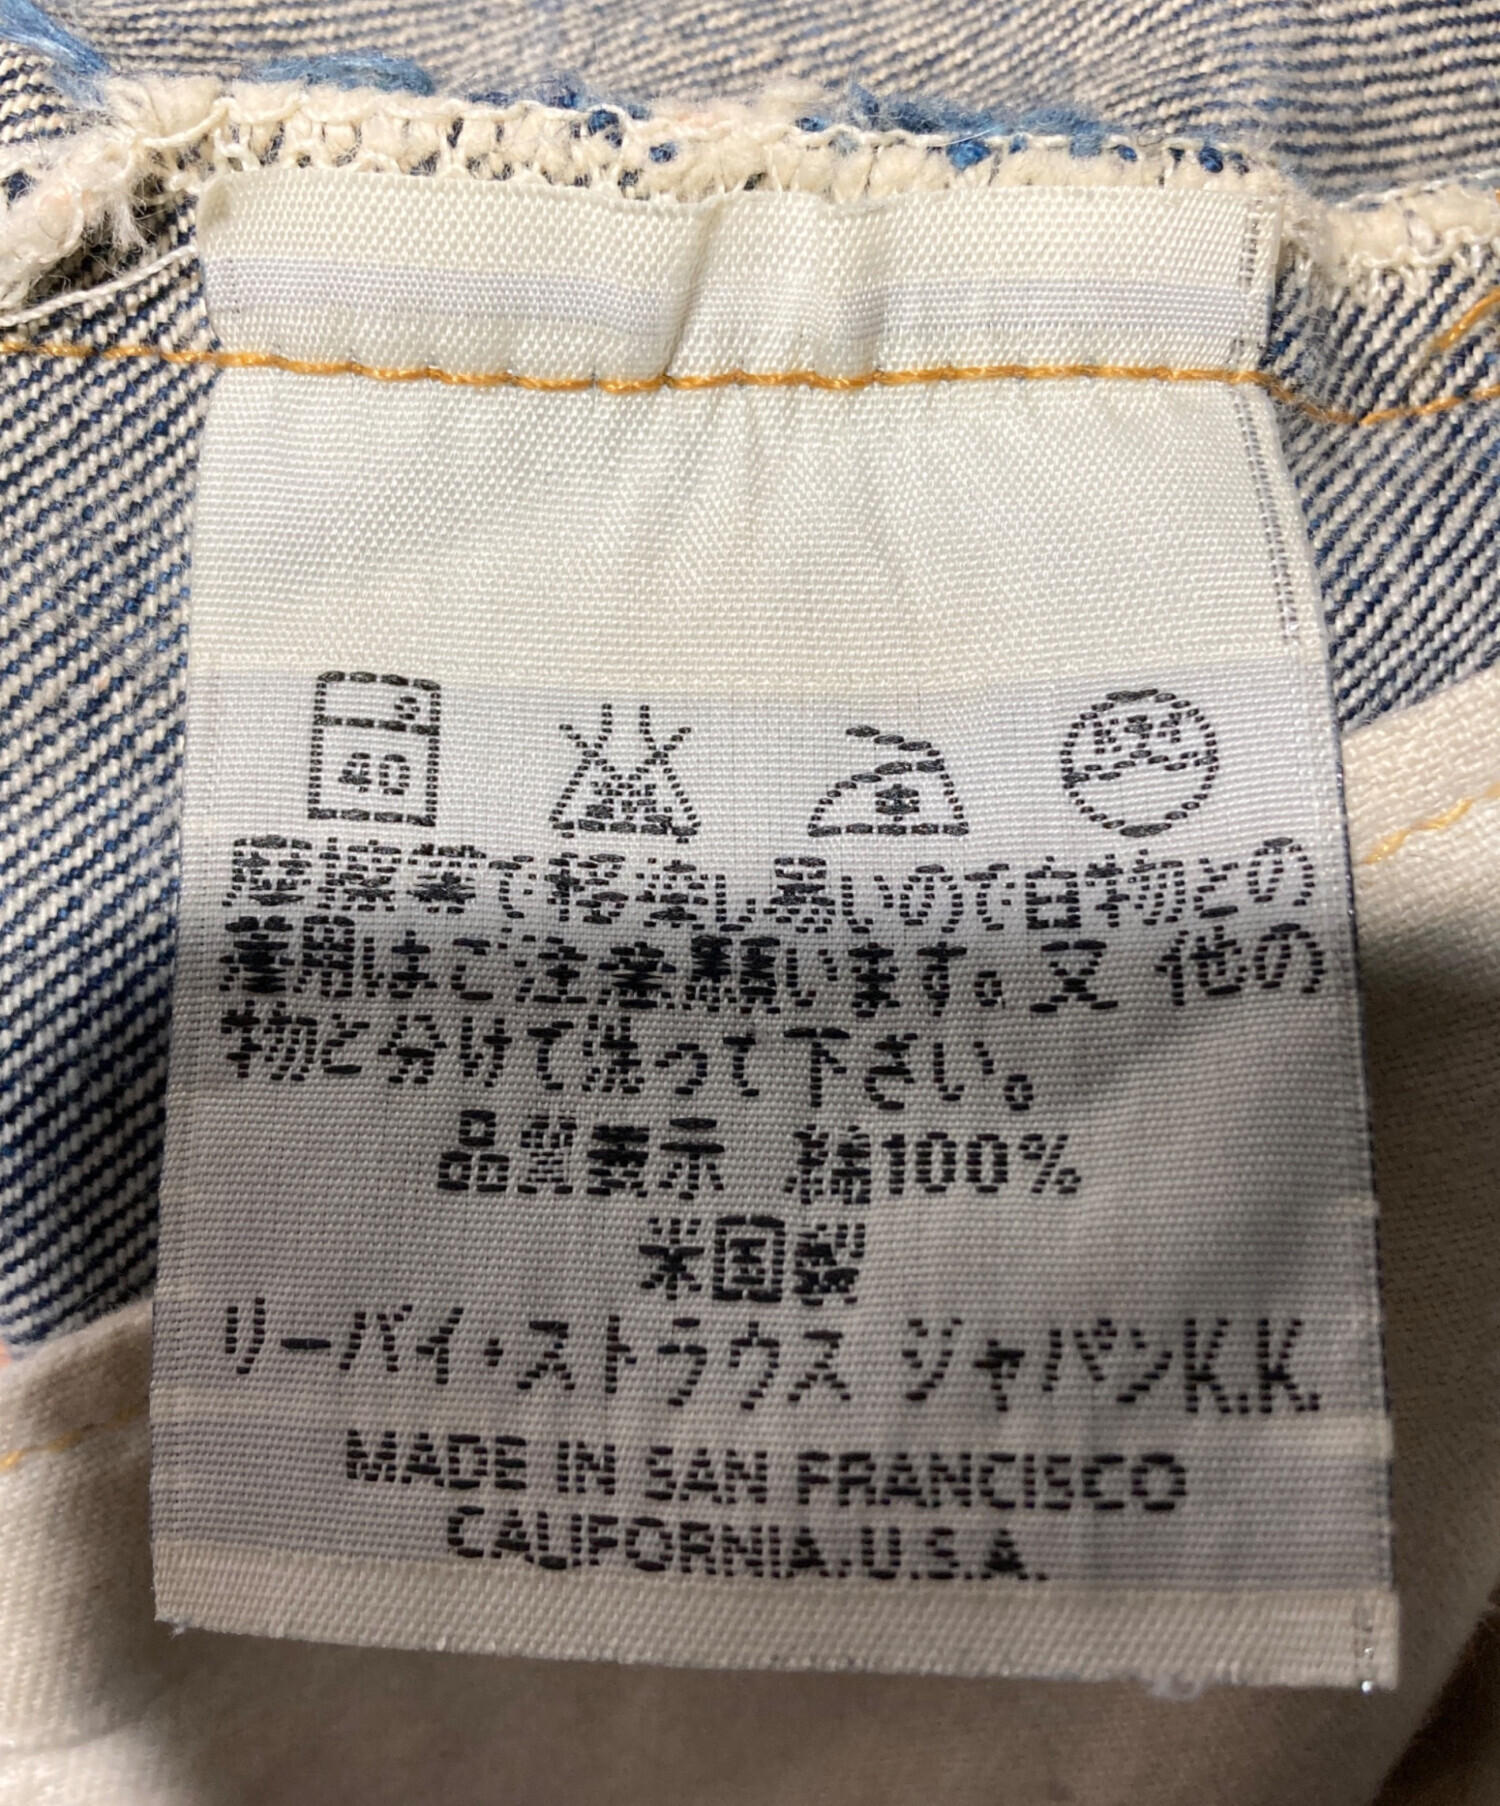 40
摩擦等で移染し易いので白物との
着用はご注意願います。又 他の
物と分けて洗って下さい。
品質表示 綿100%
米国製
リーバイ・ストラウス ジャパンK.K.
MADE IN SAN FRANCISCO
CALIFORNIA.U.S.A.